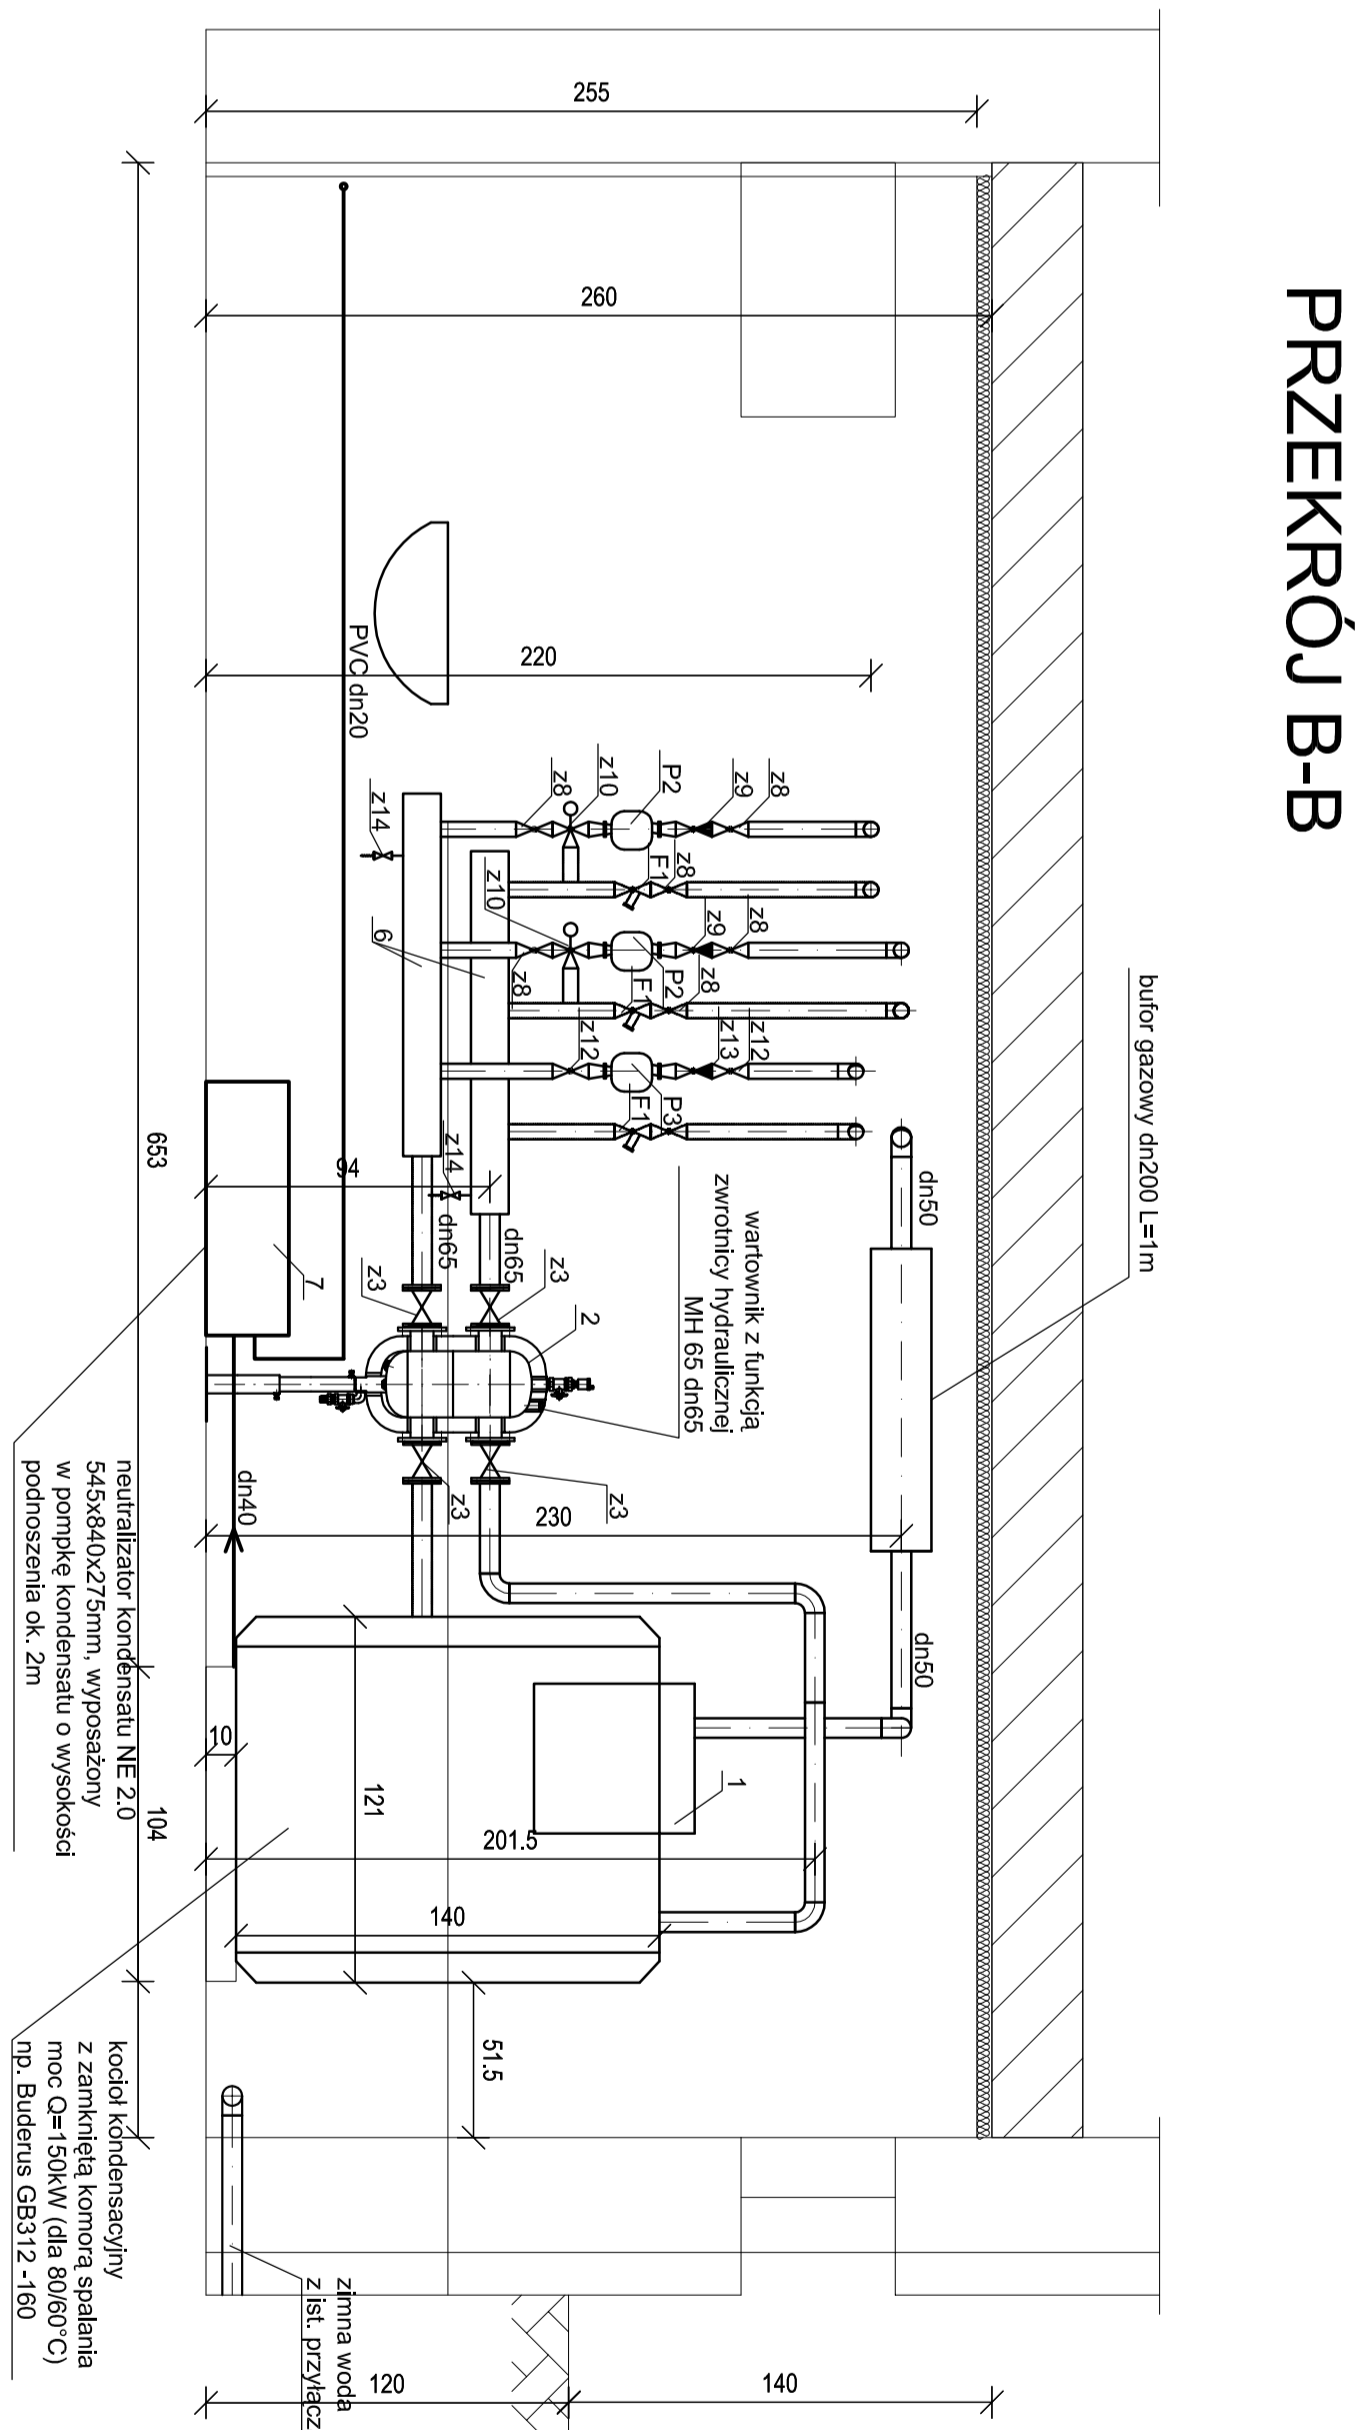 PRZEKRÓJ B-B
bufor gazowy dn200 L=1m
255
260
220
z8
z9
P2
z10
z8
z8
F1
z14
z10
z8
z9
z8
P2
F1
z8
6
z12
z13
z12
P3
F1
PVC dn20
dn50
dn50
wartownik z funkcją
zwrotnicy hydraulicznej
MH 65 dn65
94
z14
dn65
dn65
z3
z3
2
z3
z3
7
230
dn40
653
neutralizator kondensatu NE 2.0
545x840x275mm, wyposażony
w pompkę kondensatu o wysokości
podnoszenia ok. 2m
10
104
121
1
201.5
140
51.5
kocioł kondensacyjny
z zamkniętą komorą spalania
moc Q=150kW (dla 80/60°C)
np. Buderus GB312 -160
zimna woda
z ist. przyłącz
120
140